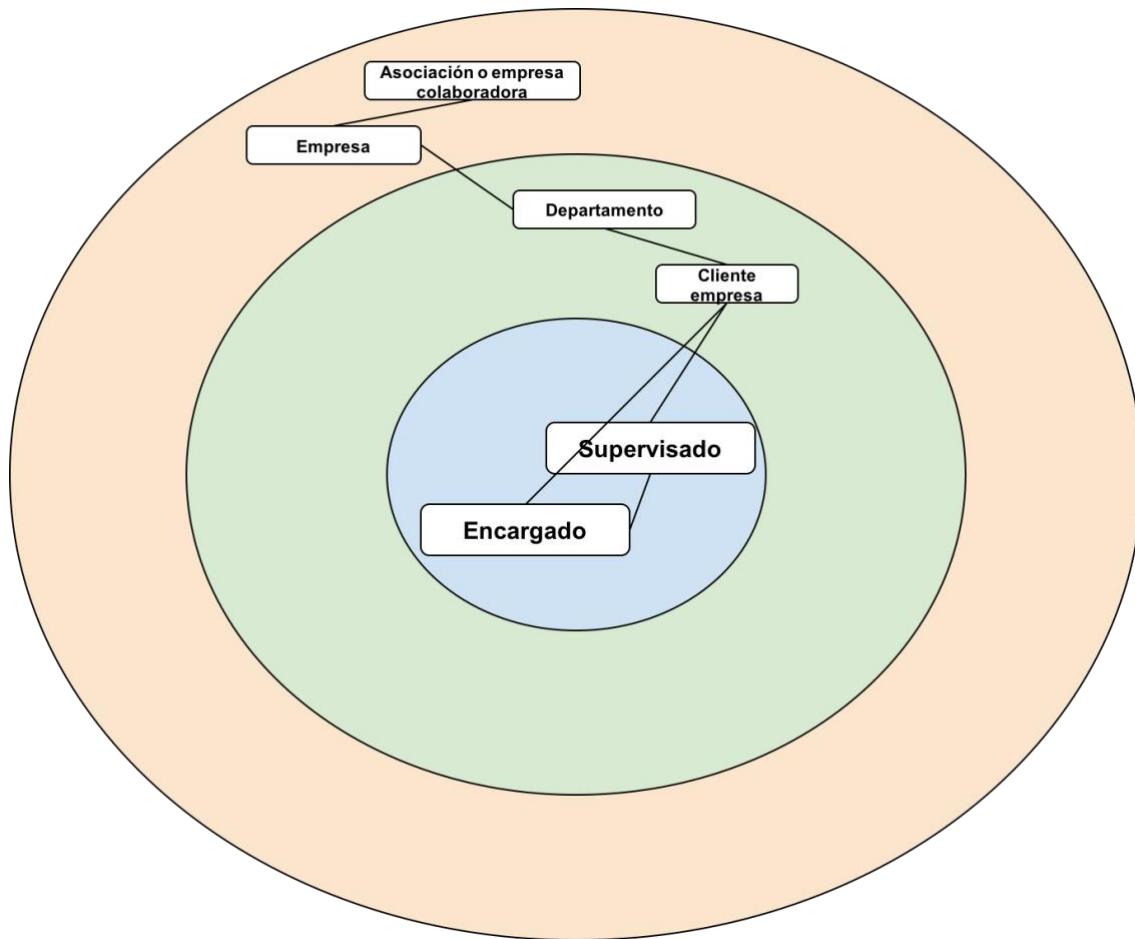 Asociación o empresa
colaboradora
Empresa
Departamento
Cliente
empresa
Supervisado
Encargado